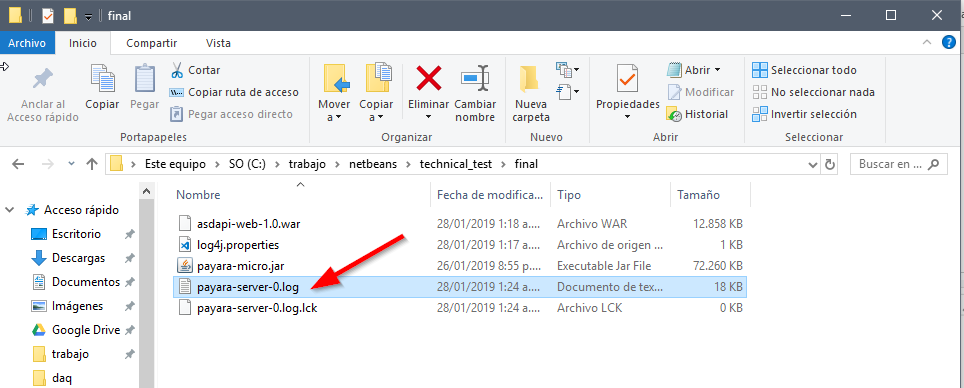 final
Archivo Inicio Compartir Vista
Anclar al Acceso rápido
Copiar
Pegar
Cortar
Copiar ruta de acceso
Pegar acceso directo
Portapapeles
Mover a
Copiar a
Eliminar
Cambiar nombre
Organizar
Nueva carpeta
Nuevo
Propiedades
Abrir
Modificar
Historial
Abrir
Seleccionar todo
No seleccionar nada
Invertir selección
Seleccionar
Este equipo > SO (C:) > trabajo > netbeans > technical_test > final
Buscar en ...
Nombre Fecha de modifica... Tipo Tamaño
asdapi-web-1.0.war 28/01/2019 1:18 a.... Archivo WAR 12.858 KB
log4j.properties 28/01/2019 1:17 a.... Archivo de origen ... 1 KB
payara-micro.jar 26/01/2019 8:55 p.... Executable Jar File 72.260 KB
payara-server-0.log 28/01/2019 1:24 a.... Documento de tex... 18 KB
payara-server-0.log.lck 28/01/2019 1:24 a.... Archivo LCK 0 KB
Acceso rápido
Escritorio
Descargas
Documentos
Imágenes
Google Drive
trabajo
daq